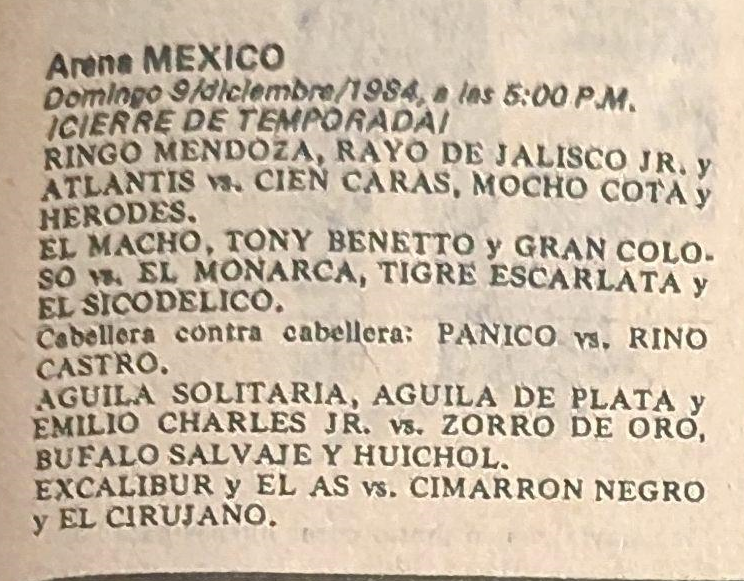 Arena MEXICO
Domingo 9/diciembre/1984, a las 5:00 P.M.
¡CIERRE DE TEMPORADA!
RINGO MENDOZA, RAYO DE JALISCO JR. y
ATLANTIS vs. CIEN CARAS, MOCHO COTA y
HERODES.
EL MACHO, TONY BENETTO y GRAN COLO-
SO vs. EL MONARCA, TIGRE ESCARLATA y
EL SICODELICO.
Cabellera contra cabellera: PANICO vs. RINO
CASTRO.
AGUILA SOLITARIA, AGUILA DE PLATA y
EMILIO CHARLES JR. vs. ZORRO DE ORO,
BUFALO SALVAJE Y HUICHOL.
EXCALIBUR y EL AS vs. CIMARRON NEGRO
y EL CIRUJANO.